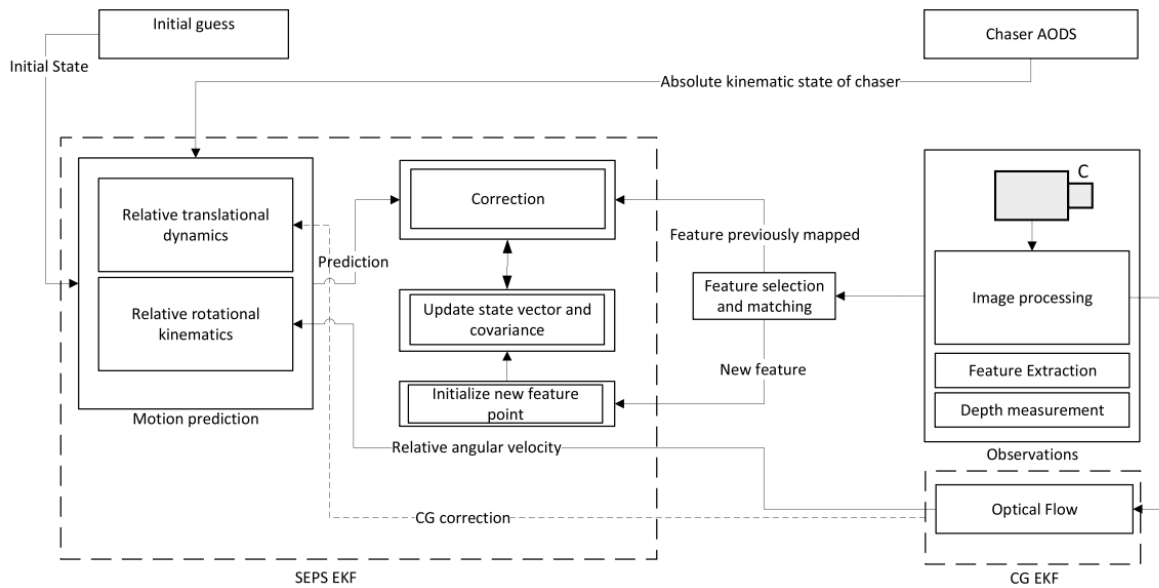 Initial guess
Chaser AODS
Initial State
Absolute kinematic state of chaser
C
Relative translational
dynamics
Correction
Feature previously mapped
Prediction
Feature selection
and matching
Image processing
Relative rotational
kinematics
Update state vector and
covariance
New feature
Feature Extraction
Initialize new feature
point
Depth measurement
Motion prediction
Relative angular velocity
Observations
CG correction
Optical Flow
SEPS EKF
CG EKF